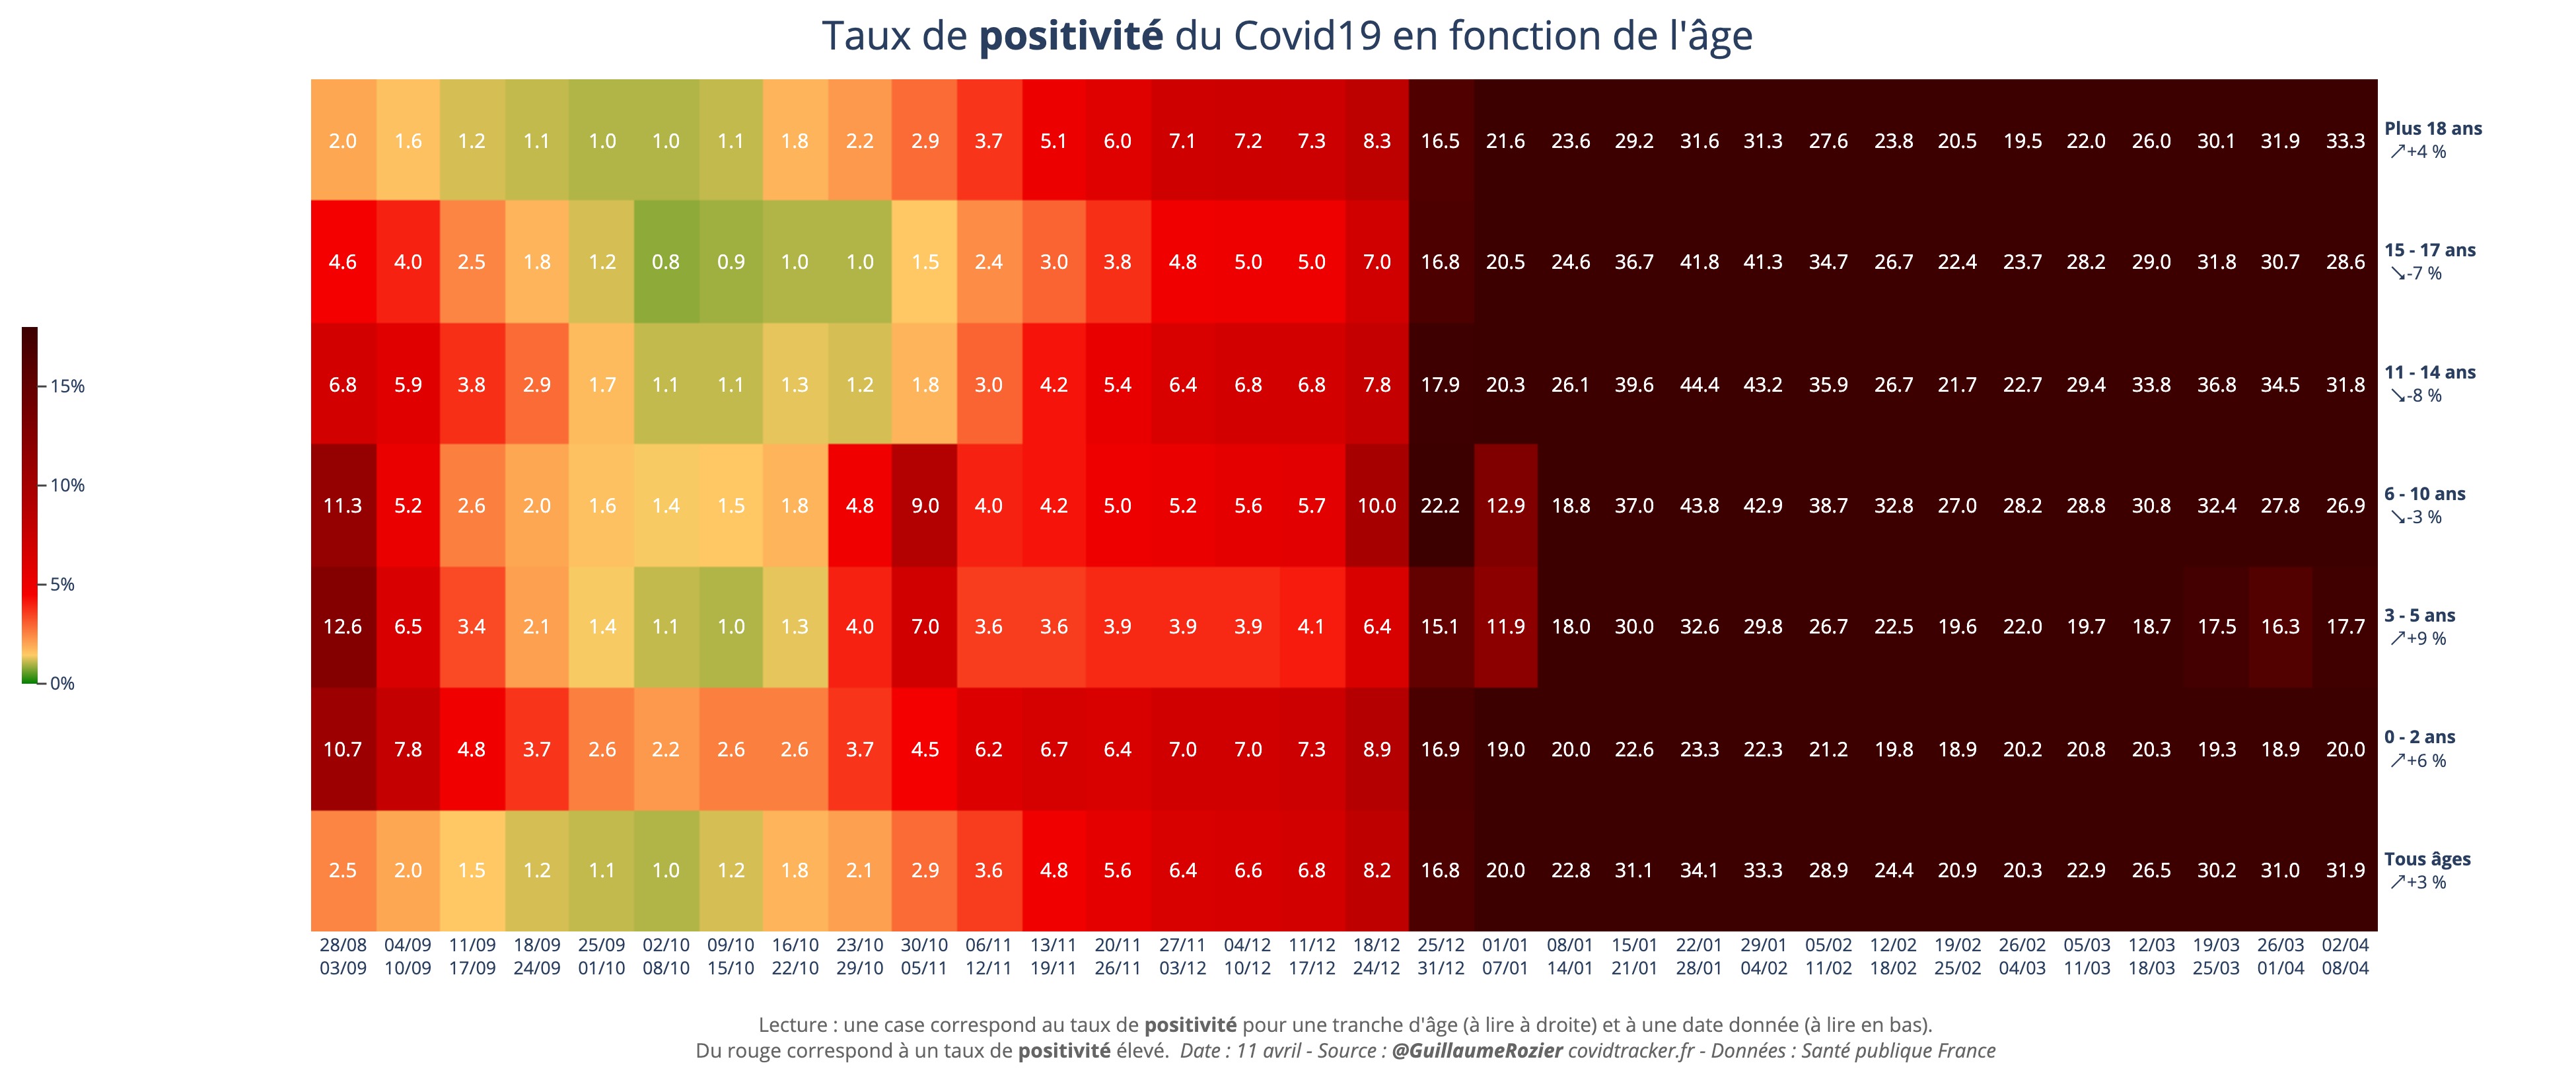 Taux de positivité du Covid19 en fonction de l'âge
2.0 1.6 1.2 1.1 1.0 1.0 1.1 1.8 2.2 2.9 3.7 5.1 6.0 7.1 7.2 7.3 8.3 16.5 21.6 23.6 29.2 31.6 31.3 27.6 23.8 20.5 19.5 22.0 26.0 30.1 31.9 33.3
Plus 18 ans
↗+4 %
4.6 4.0 2.5 1.8 1.2 0.8 0.9 1.0 1.0 1.5 2.4 3.0 3.8 4.8 5.0 5.0 7.0 16.8 20.5 24.6 36.7 41.8 41.3 34.7 26.7 22.4 23.7 28.2 29.0 31.8 30.7 28.6
15 - 17 ans
↘-7 %
6.8 5.9 3.8 2.9 1.7 1.1 1.1 1.3 1.2 1.8 3.0 4.2 5.4 6.4 6.8 6.8 7.8 17.9 20.3 26.1 39.6 44.4 43.2 35.9 26.7 21.7 22.7 29.4 33.8 36.8 34.5 31.8
11 - 14 ans
↘-8 %
11.3 5.2 2.6 2.0 1.6 1.4 1.5 1.8 4.8 9.0 4.0 4.2 5.0 5.2 5.6 5.7 10.0 22.2 12.9 18.8 37.0 43.8 42.9 38.7 32.8 27.0 28.2 28.8 30.8 32.4 27.8 26.9
6 - 10 ans
↘-3 %
12.6 6.5 3.4 2.1 1.4 1.1 1.0 1.3 4.0 7.0 3.6 3.6 3.9 3.9 3.9 4.1 6.4 15.1 11.9 18.0 30.0 32.6 29.8 26.7 22.5 19.6 22.0 19.7 18.7 17.5 16.3 17.7
3 - 5 ans
↗+9 %
10.7 7.8 4.8 3.7 2.6 2.2 2.6 2.6 3.7 4.5 6.2 6.7 6.4 7.0 7.0 7.3 8.9 16.9 19.0 20.0 22.6 23.3 22.3 21.2 19.8 18.9 20.2 20.8 20.3 19.3 18.9 20.0
0 - 2 ans
↗+6 %
2.5 2.0 1.5 1.2 1.1 1.0 1.2 1.8 2.1 2.9 3.6 4.8 5.6 6.4 6.6 6.8 8.2 16.8 20.0 22.8 31.1 34.1 33.3 28.9 24.4 20.9 20.3 22.9 26.5 30.2 31.0 31.9
Tous âges
↗+3 %
15%
10%
5%
0%
28/08 04/09 11/09 18/09 25/09 02/10 09/10 16/10 23/10 30/10 06/11 13/11 20/11 27/11 04/12 11/12 18/12 25/12 01/01 08/01 15/01 22/01 29/01 05/02 12/02 19/02 26/02 05/03 12/03 19/03 26/03 02/04
03/09 10/09 17/09 24/09 01/10 08/10 15/10 22/10 29/10 05/11 12/11 19/11 26/11 03/12 10/12 17/12 24/12 31/12 07/01 14/01 21/01 28/01 04/02 11/02 18/02 25/02 04/03 11/03 18/03 25/03 01/04 08/04
Lecture : une case correspond au taux de positivité pour une tranche d'âge (à lire à droite) et à une date donnée (à lire en bas).
Du rouge correspond à un taux de positivité élevé. Date : 11 avril - Source : @GuillaumeRozier covidtracker.fr - Données : Santé publique France